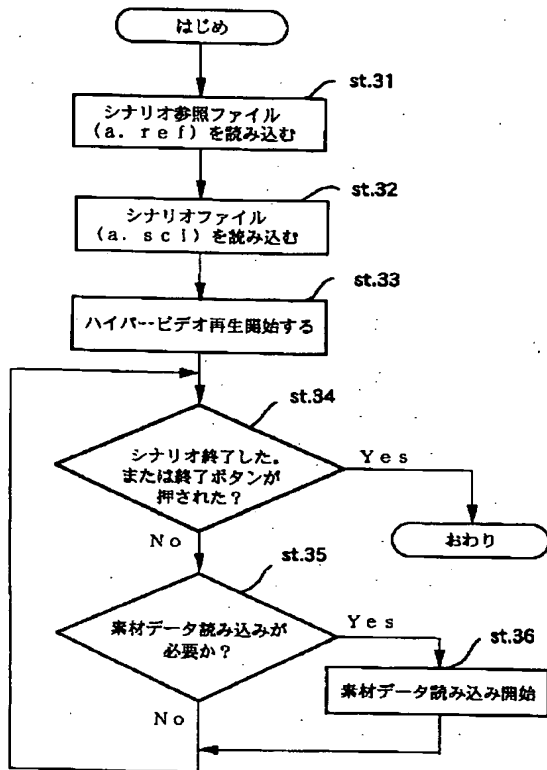 はじめ
st.31
シナリオ参照ファイル
(a. ref)を読み込む
st.32
シナリオファイル
(a. sci)を読み込む
st.33
ハイパービデオ再生開始する
st.34
シナリオ終了した。
または終了ボタンが
押された?
Yes
おわり
No
st.35
素材データ読み込みが
必要か?
Yes
st.36
素材データ読み込み開始
No